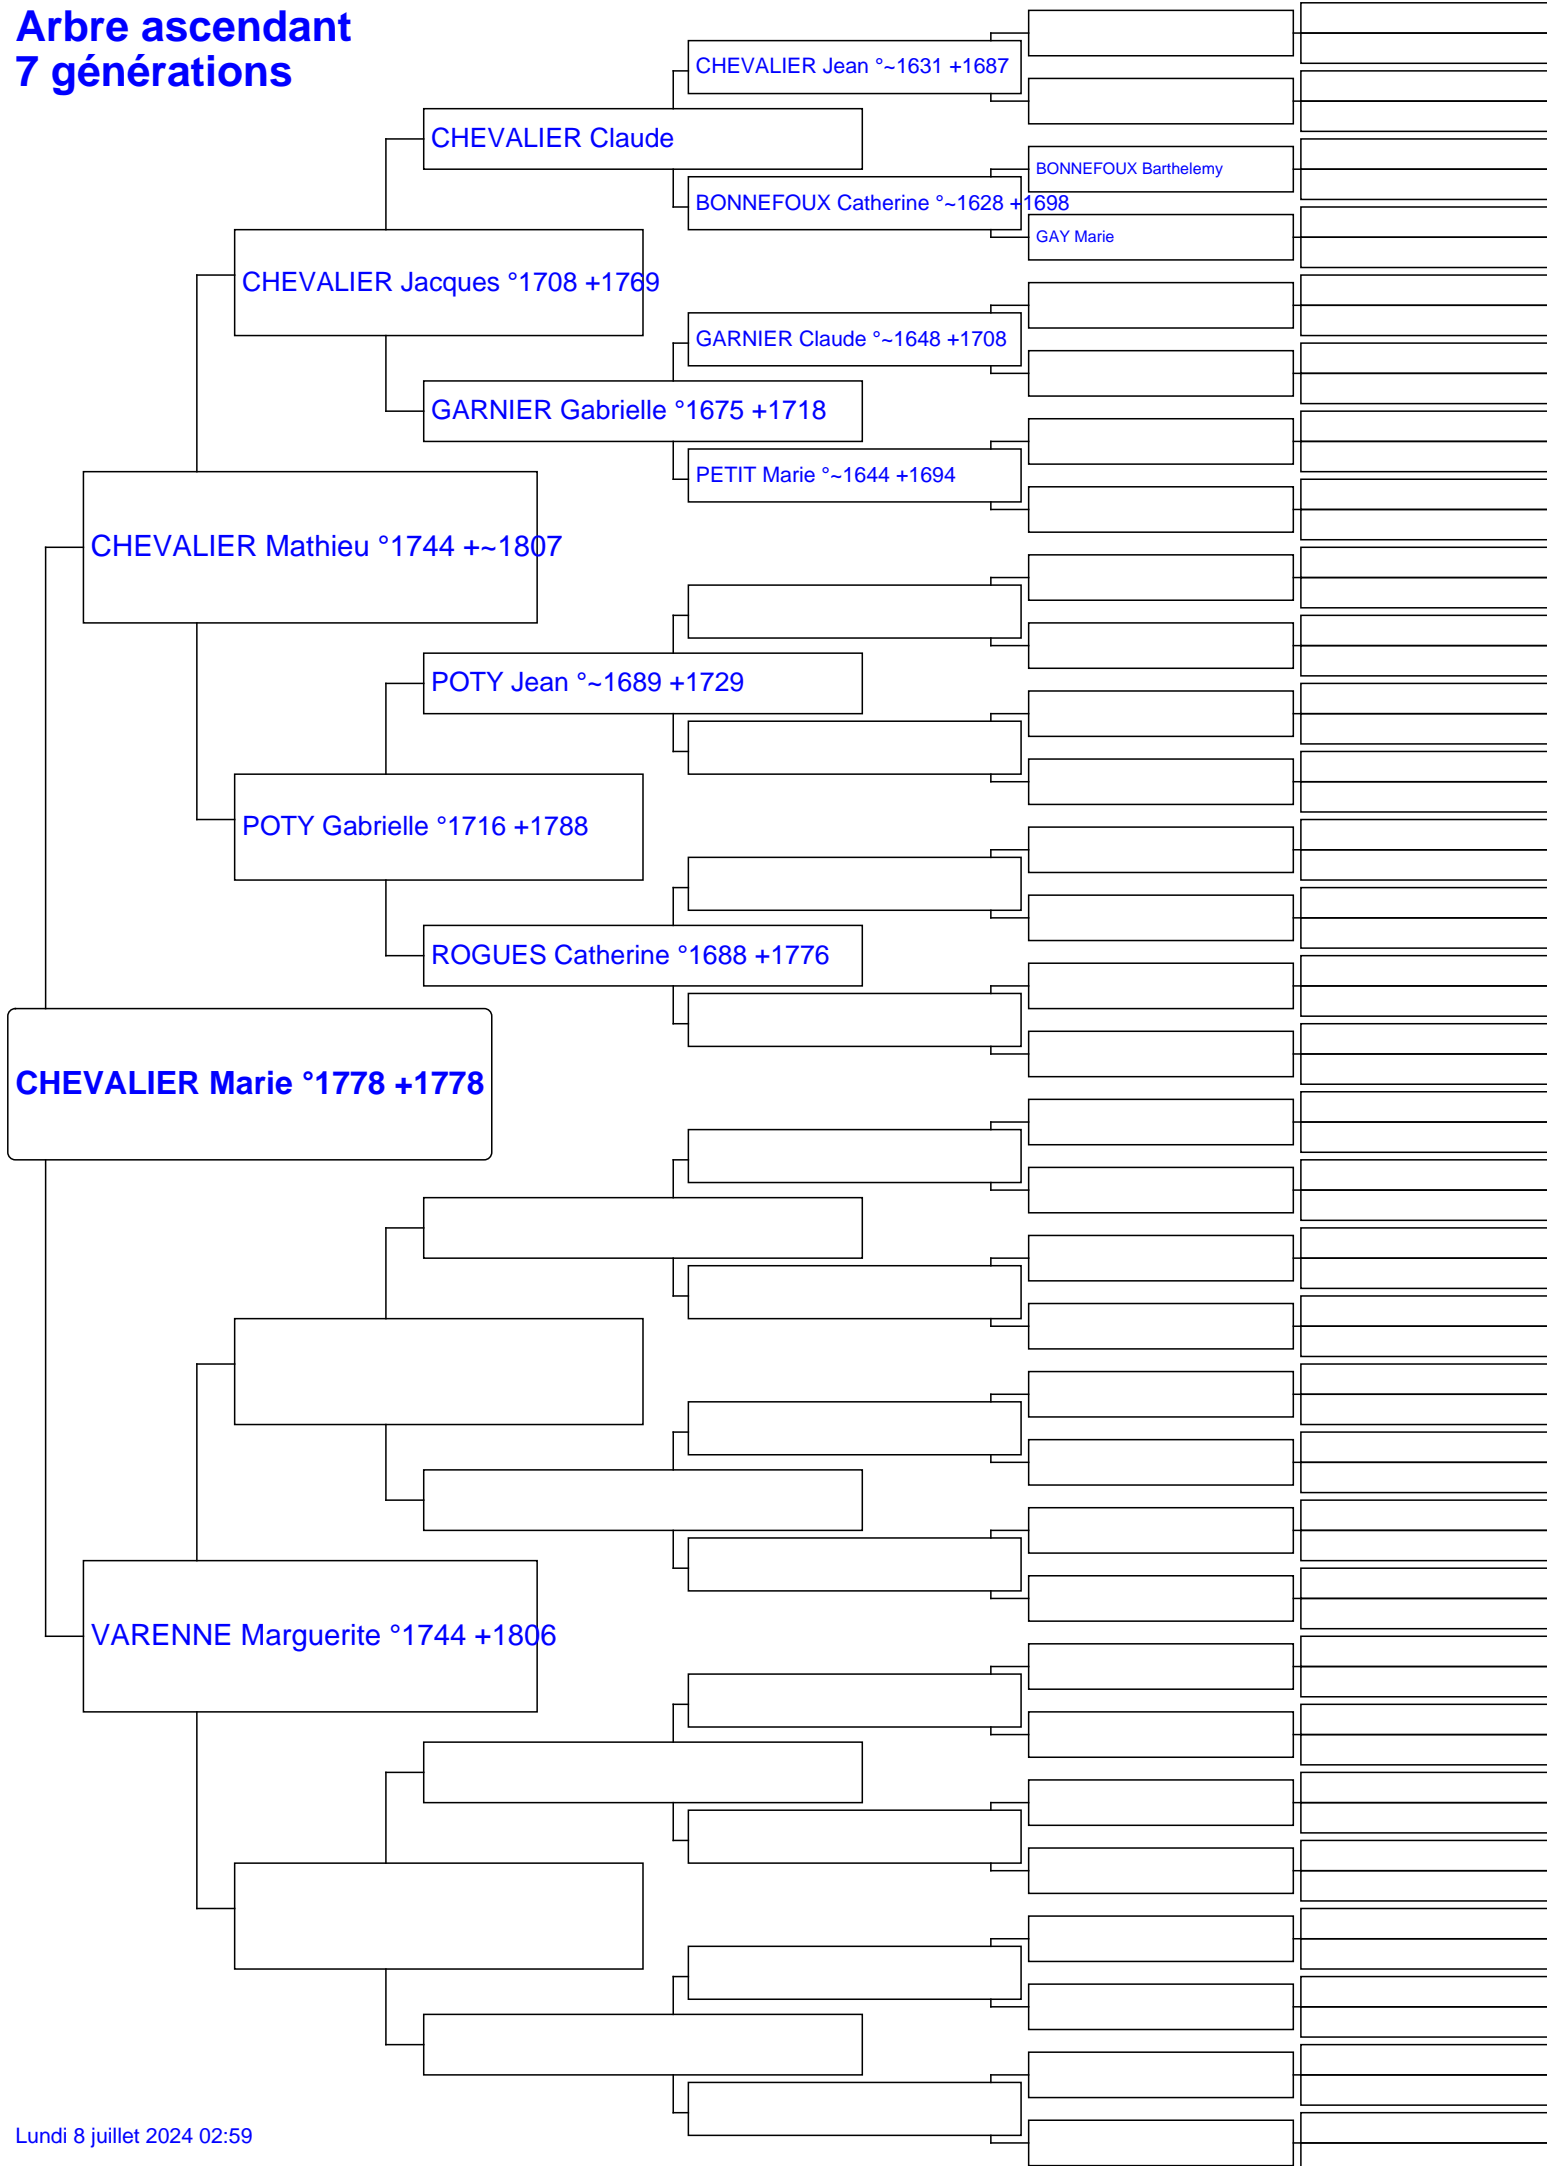 Arbre ascendant
7 générations
CHEVALIER Jean °~1631 +1687
CHEVALIER Claude
BONNEFOUX Barthelemy
BONNEFOUX Catherine °~1628 +1698
GAY Marie
CHEVALIER Jacques °1708 +1769
GARNIER Claude °~1648 +1708
GARNIER Gabrielle °1675 +1718
PETIT Marie °~1644 +1694
CHEVALIER Mathieu °1744 +~1807
POTY Jean °~1689 +1729
POTY Gabrielle °1716 +1788
ROGUES Catherine °1688 +1776
CHEVALIER Marie °1778 +1778
VARENNE Marguerite °1744 +1806
Lundi 8 juillet 2024 02:59